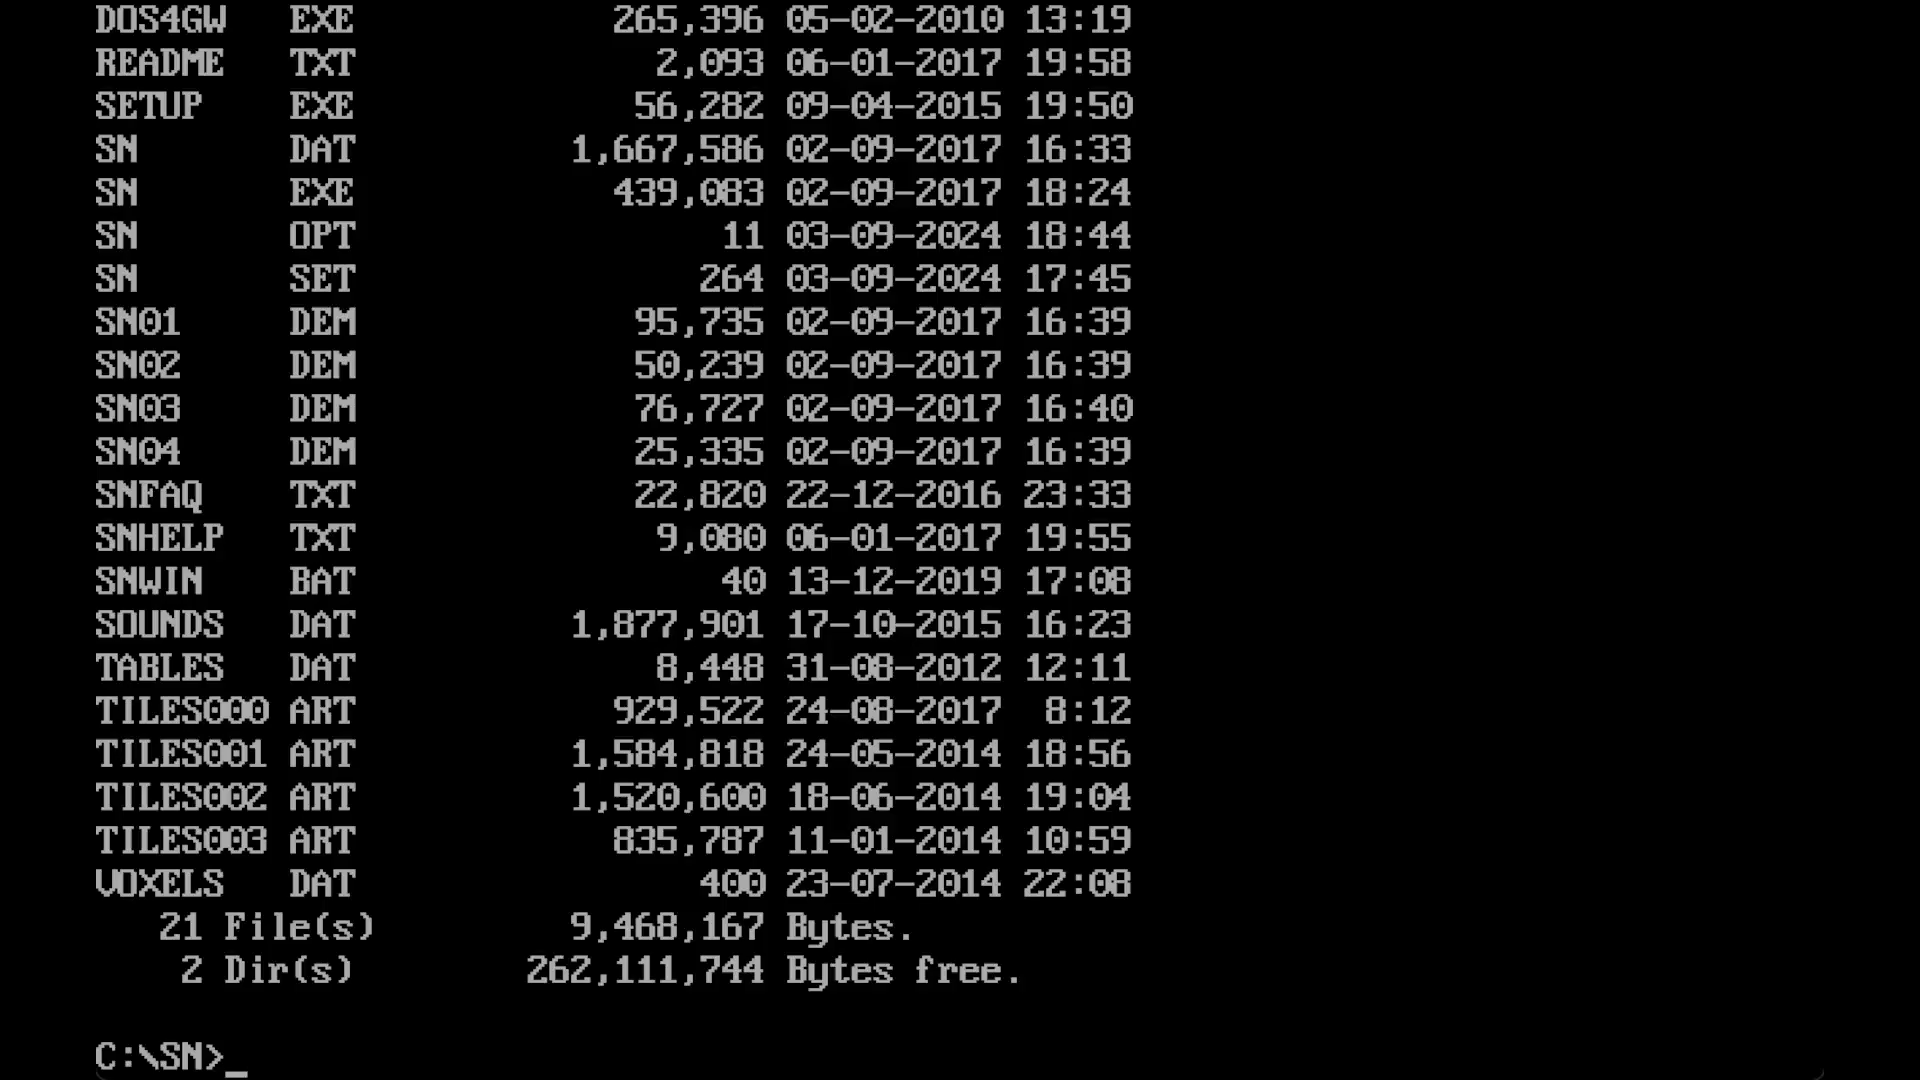 DOS4GW   EXE            265,396 05-02-2010 13:19
README   TXT              2,093 06-01-2017 19:58
SETUP    EXE             56,282 09-04-2015 19:50
SN       DAT          1,667,586 02-09-2017 16:33
SN       EXE            439,083 02-09-2017 18:24
SN       OPT                 11 03-09-2024 18:44
SN       SET                264 03-09-2024 17:45
SN01     DEM             95,735 02-09-2017 16:39
SN02     DEM             50,239 02-09-2017 16:39
SN03     DEM             76,727 02-09-2017 16:40
SN04     DEM             25,335 02-09-2017 16:39
SNFAQ    TXT             22,820 22-12-2016 23:33
SNHELP   TXT              9,080 06-01-2017 19:55
SNWIN    BAT                 40 13-12-2019 17:08
SOUNDS   DAT          1,877,901 17-10-2015 16:23
TABLES   DAT              8,448 31-08-2012 12:11
TILES000 ART            929,522 24-08-2017  8:12
TILES001 ART          1,584,818 24-05-2014 18:56
TILES002 ART          1,520,600 18-06-2014 19:04
TILES003 ART            835,787 11-01-2014 10:59
VOXELS   DAT                400 23-07-2014 22:08
   21 File(s)         9,468,167 Bytes.
    2 Dir(s)        262,111,744 Bytes free.
C:\SN>_